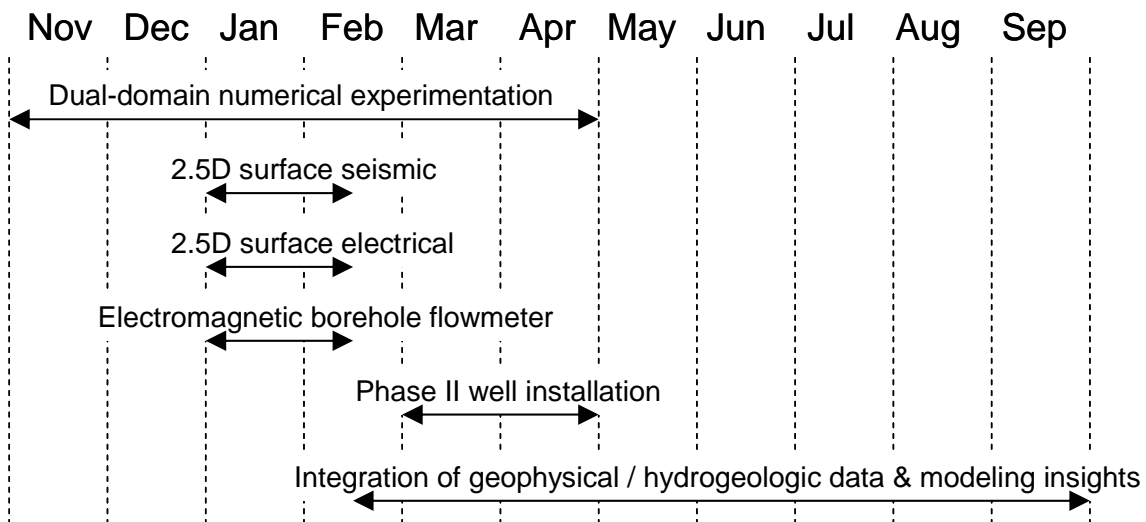 Nov Dec Jan Feb Mar Apr May Jun Jul Aug Sep
Dual-domain numerical experimentation
2.5D surface seismic
2.5D surface electrical
Electromagnetic borehole flowmeter
Phase II well installation
Integration of geophysical / hydrogeologic data & modeling insights